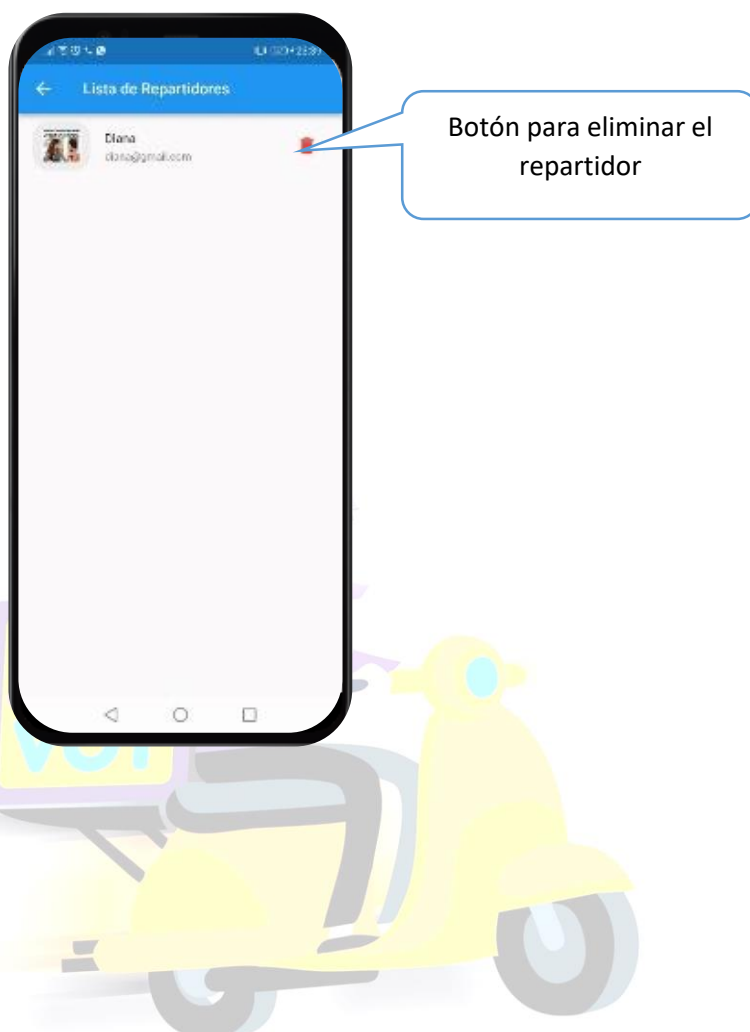 Lista de Repartidores
Diana
diana@gmail.com
Botón para eliminar el
repartidor